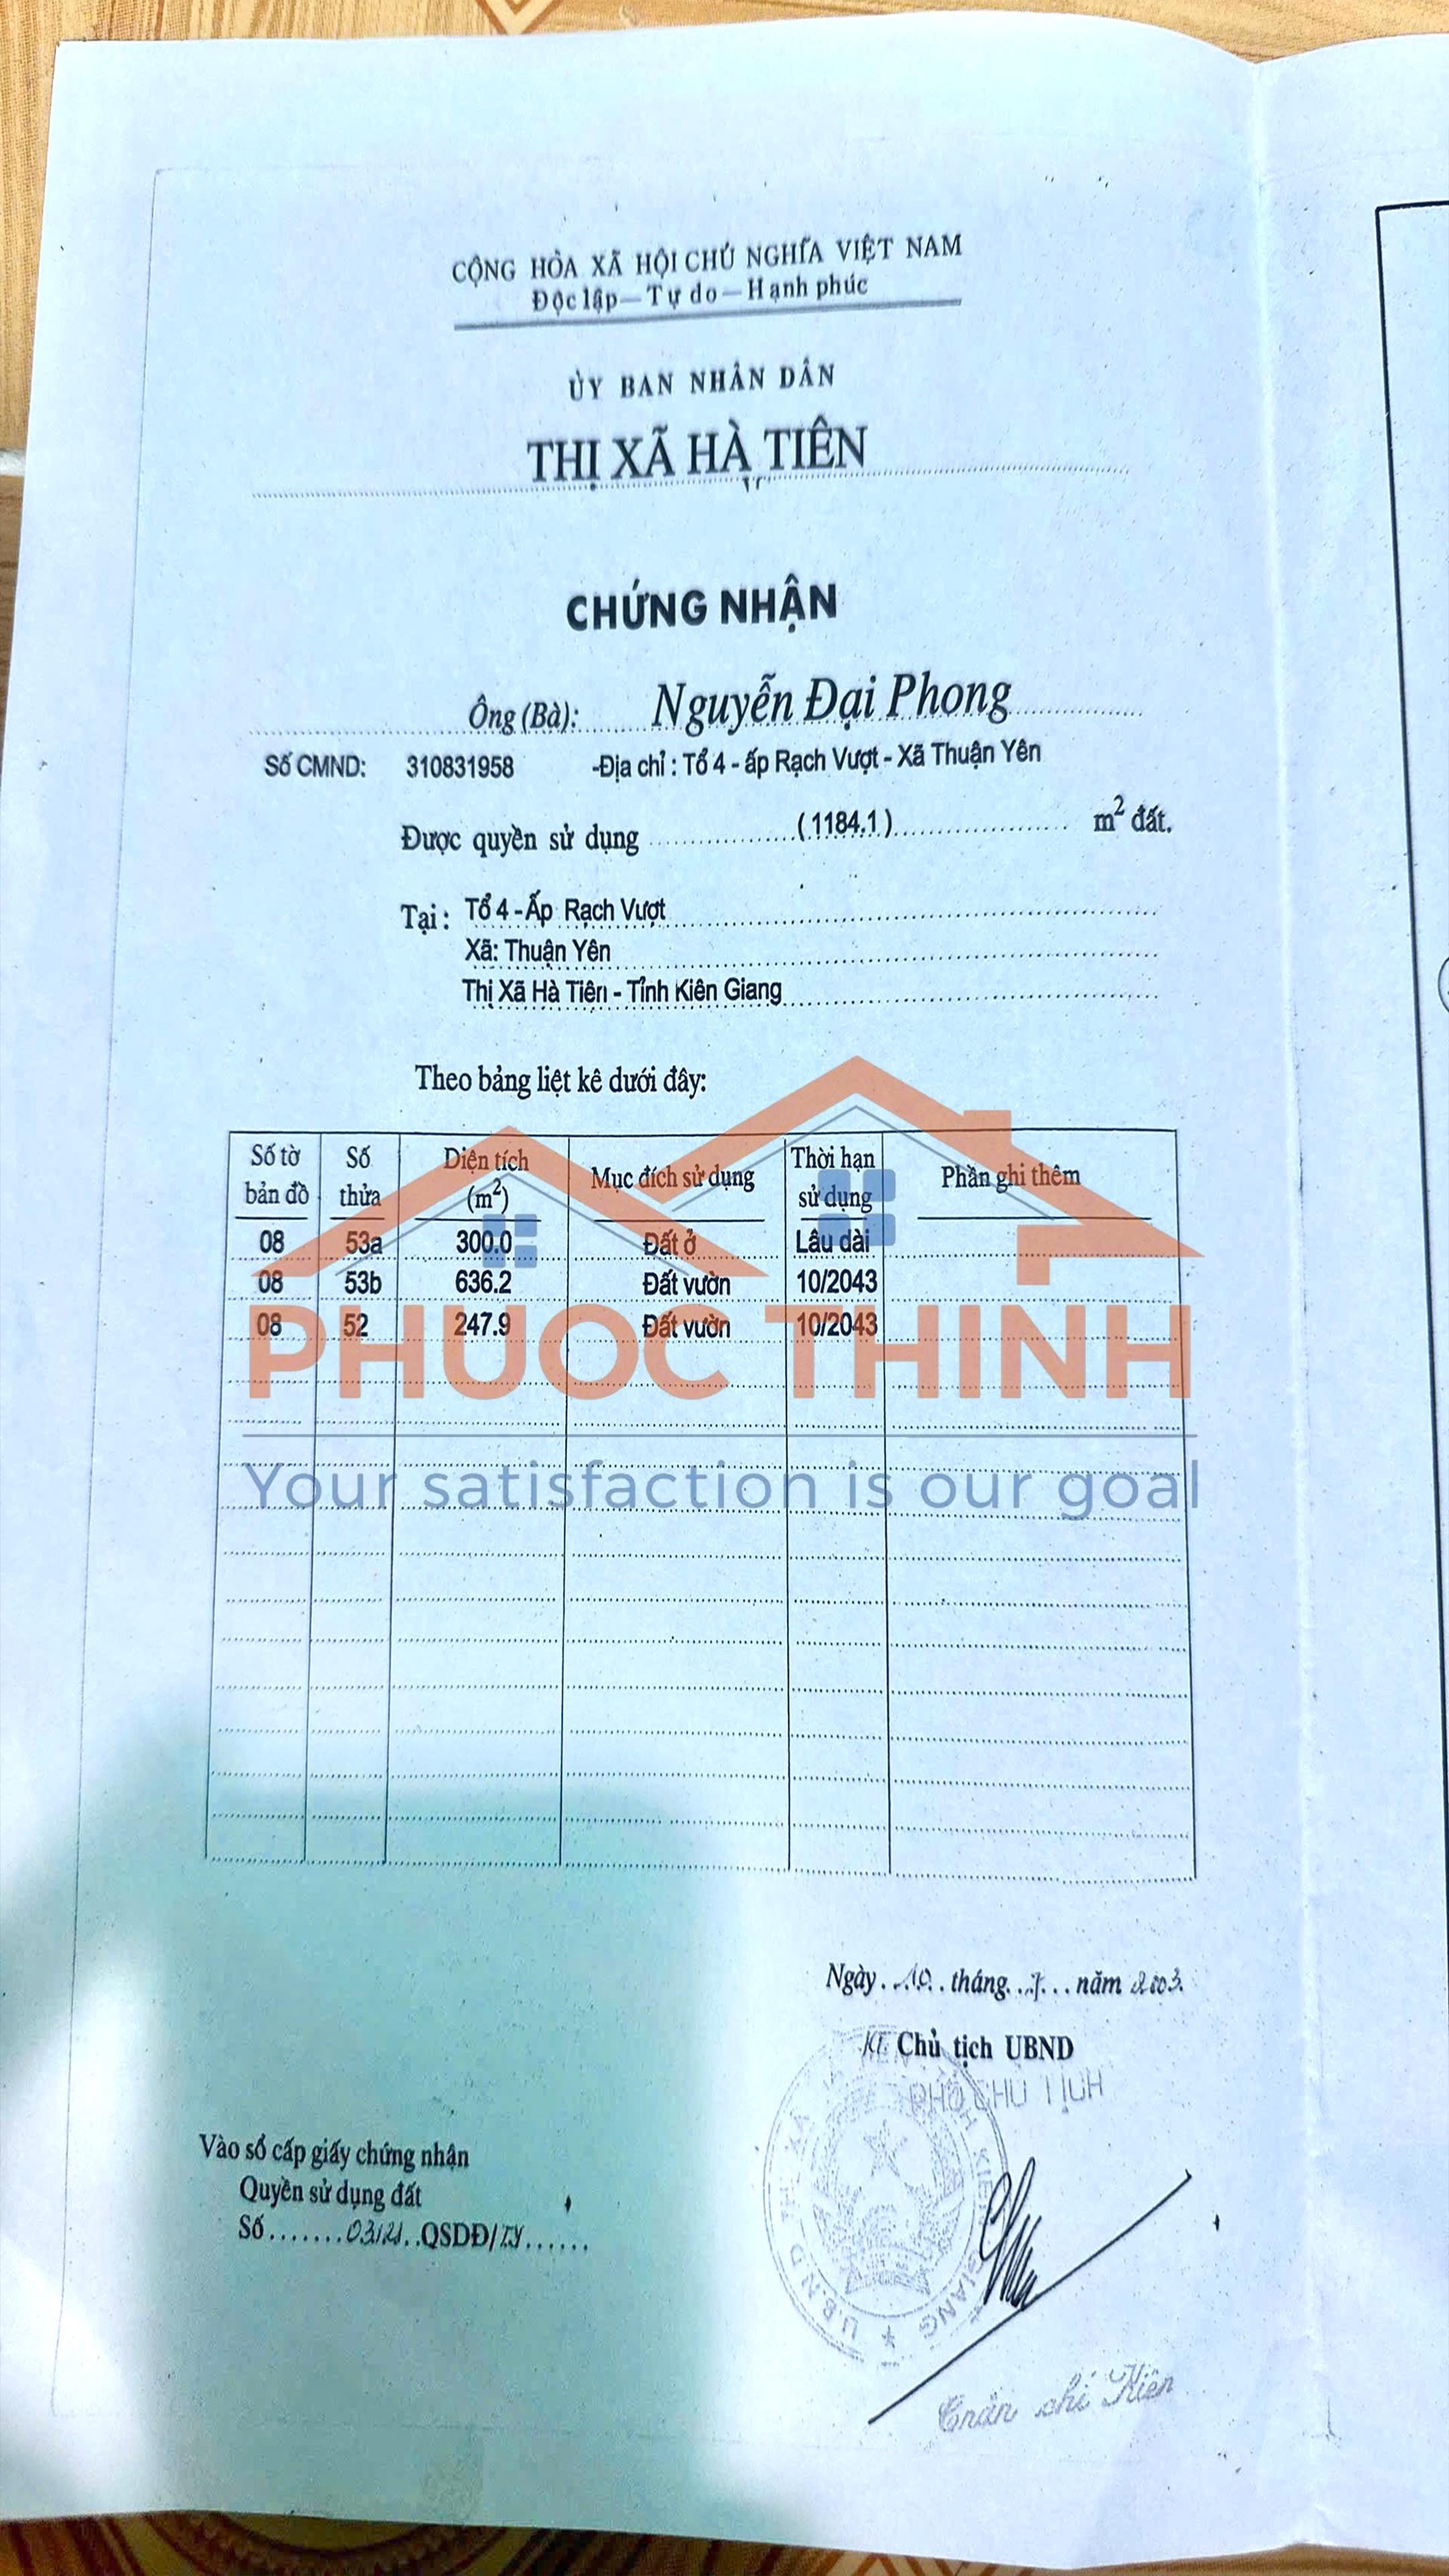 CỘNG HÒA XÃ HỘI CHỦ NGHĨA VIỆT NAM
Độc lập — Tự do — Hạnh phúc
ỦY BAN NHÂN DÂN
THỊ XÃ HÀ TIÊN
CHỨNG NHẬN
Ông (Bà): Nguyễn Đại Phong
Số CMND: 310831958 -Địa chỉ : Tổ 4 - ấp Rạch Vượt - Xã Thuận Yên
Được quyền sử dụng ( 1184.1 ) m² đất.
Tại : Tổ 4 -Ấp Rạch Vượt
Xã: Thuận Yên
Thị Xã Hà Tiên - Tỉnh Kiên Giang
Theo bảng liệt kê dưới đây:
Số tờ bản đồ Số thửa Diện tích (m²) Mục đích sử dụng Thời hạn sử dụng Phần ghi thêm
08 53a 300.0 Đất ở Lâu dài
08 53b 636.2 Đất vườn 10/2043
08 52 247.9 Đất vườn 10/2043
PHUOC THINH
Your satisfaction is our goal
Ngày 10 tháng 7 năm 2003.
KT. Chủ tịch UBND
PHÓ CHỦ TỊCH
Vào sổ cấp giấy chứng nhận
Quyền sử dụng đất
Số QSDĐ/
Trần chí Kiên